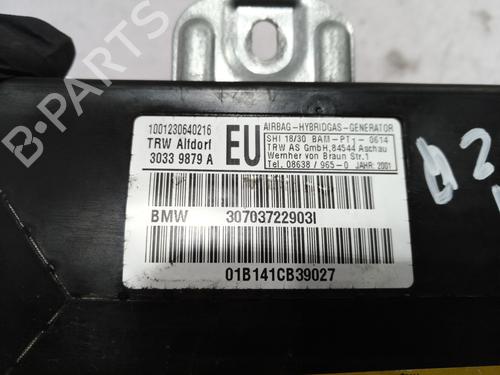 1001230640216
TRW Alfdorf
3033 9879 A
EU
AIRBAG-HYBRIDGAS-GENERATOR
SHI 18/30 BAM-PT1-0614
TRW AS GmbH,84544 Aschau
Wernher von Braun Str.1
Tel. 08638/965-0 JAHR: 2001
BMW 30703722903I
01B141CB39027